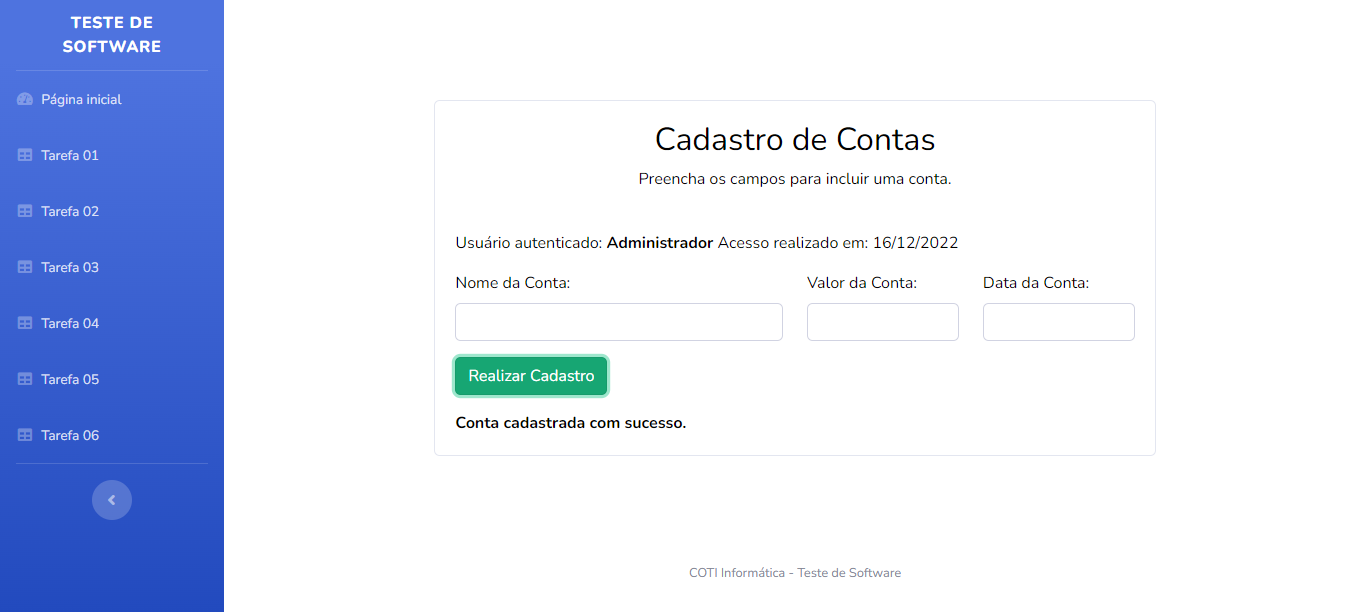 TESTE DE
SOFTWARE
Página inicial
Tarefa 01
Tarefa 02
Tarefa 03
Tarefa 04
Tarefa 05
Tarefa 06
Cadastro de Contas
Preencha os campos para incluir uma conta.
Usuário autenticado: Administrador Acesso realizado em: 16/12/2022
Nome da Conta: Valor da Conta: Data da Conta:
Realizar Cadastro
Conta cadastrada com sucesso.
COTI Informática - Teste de Software